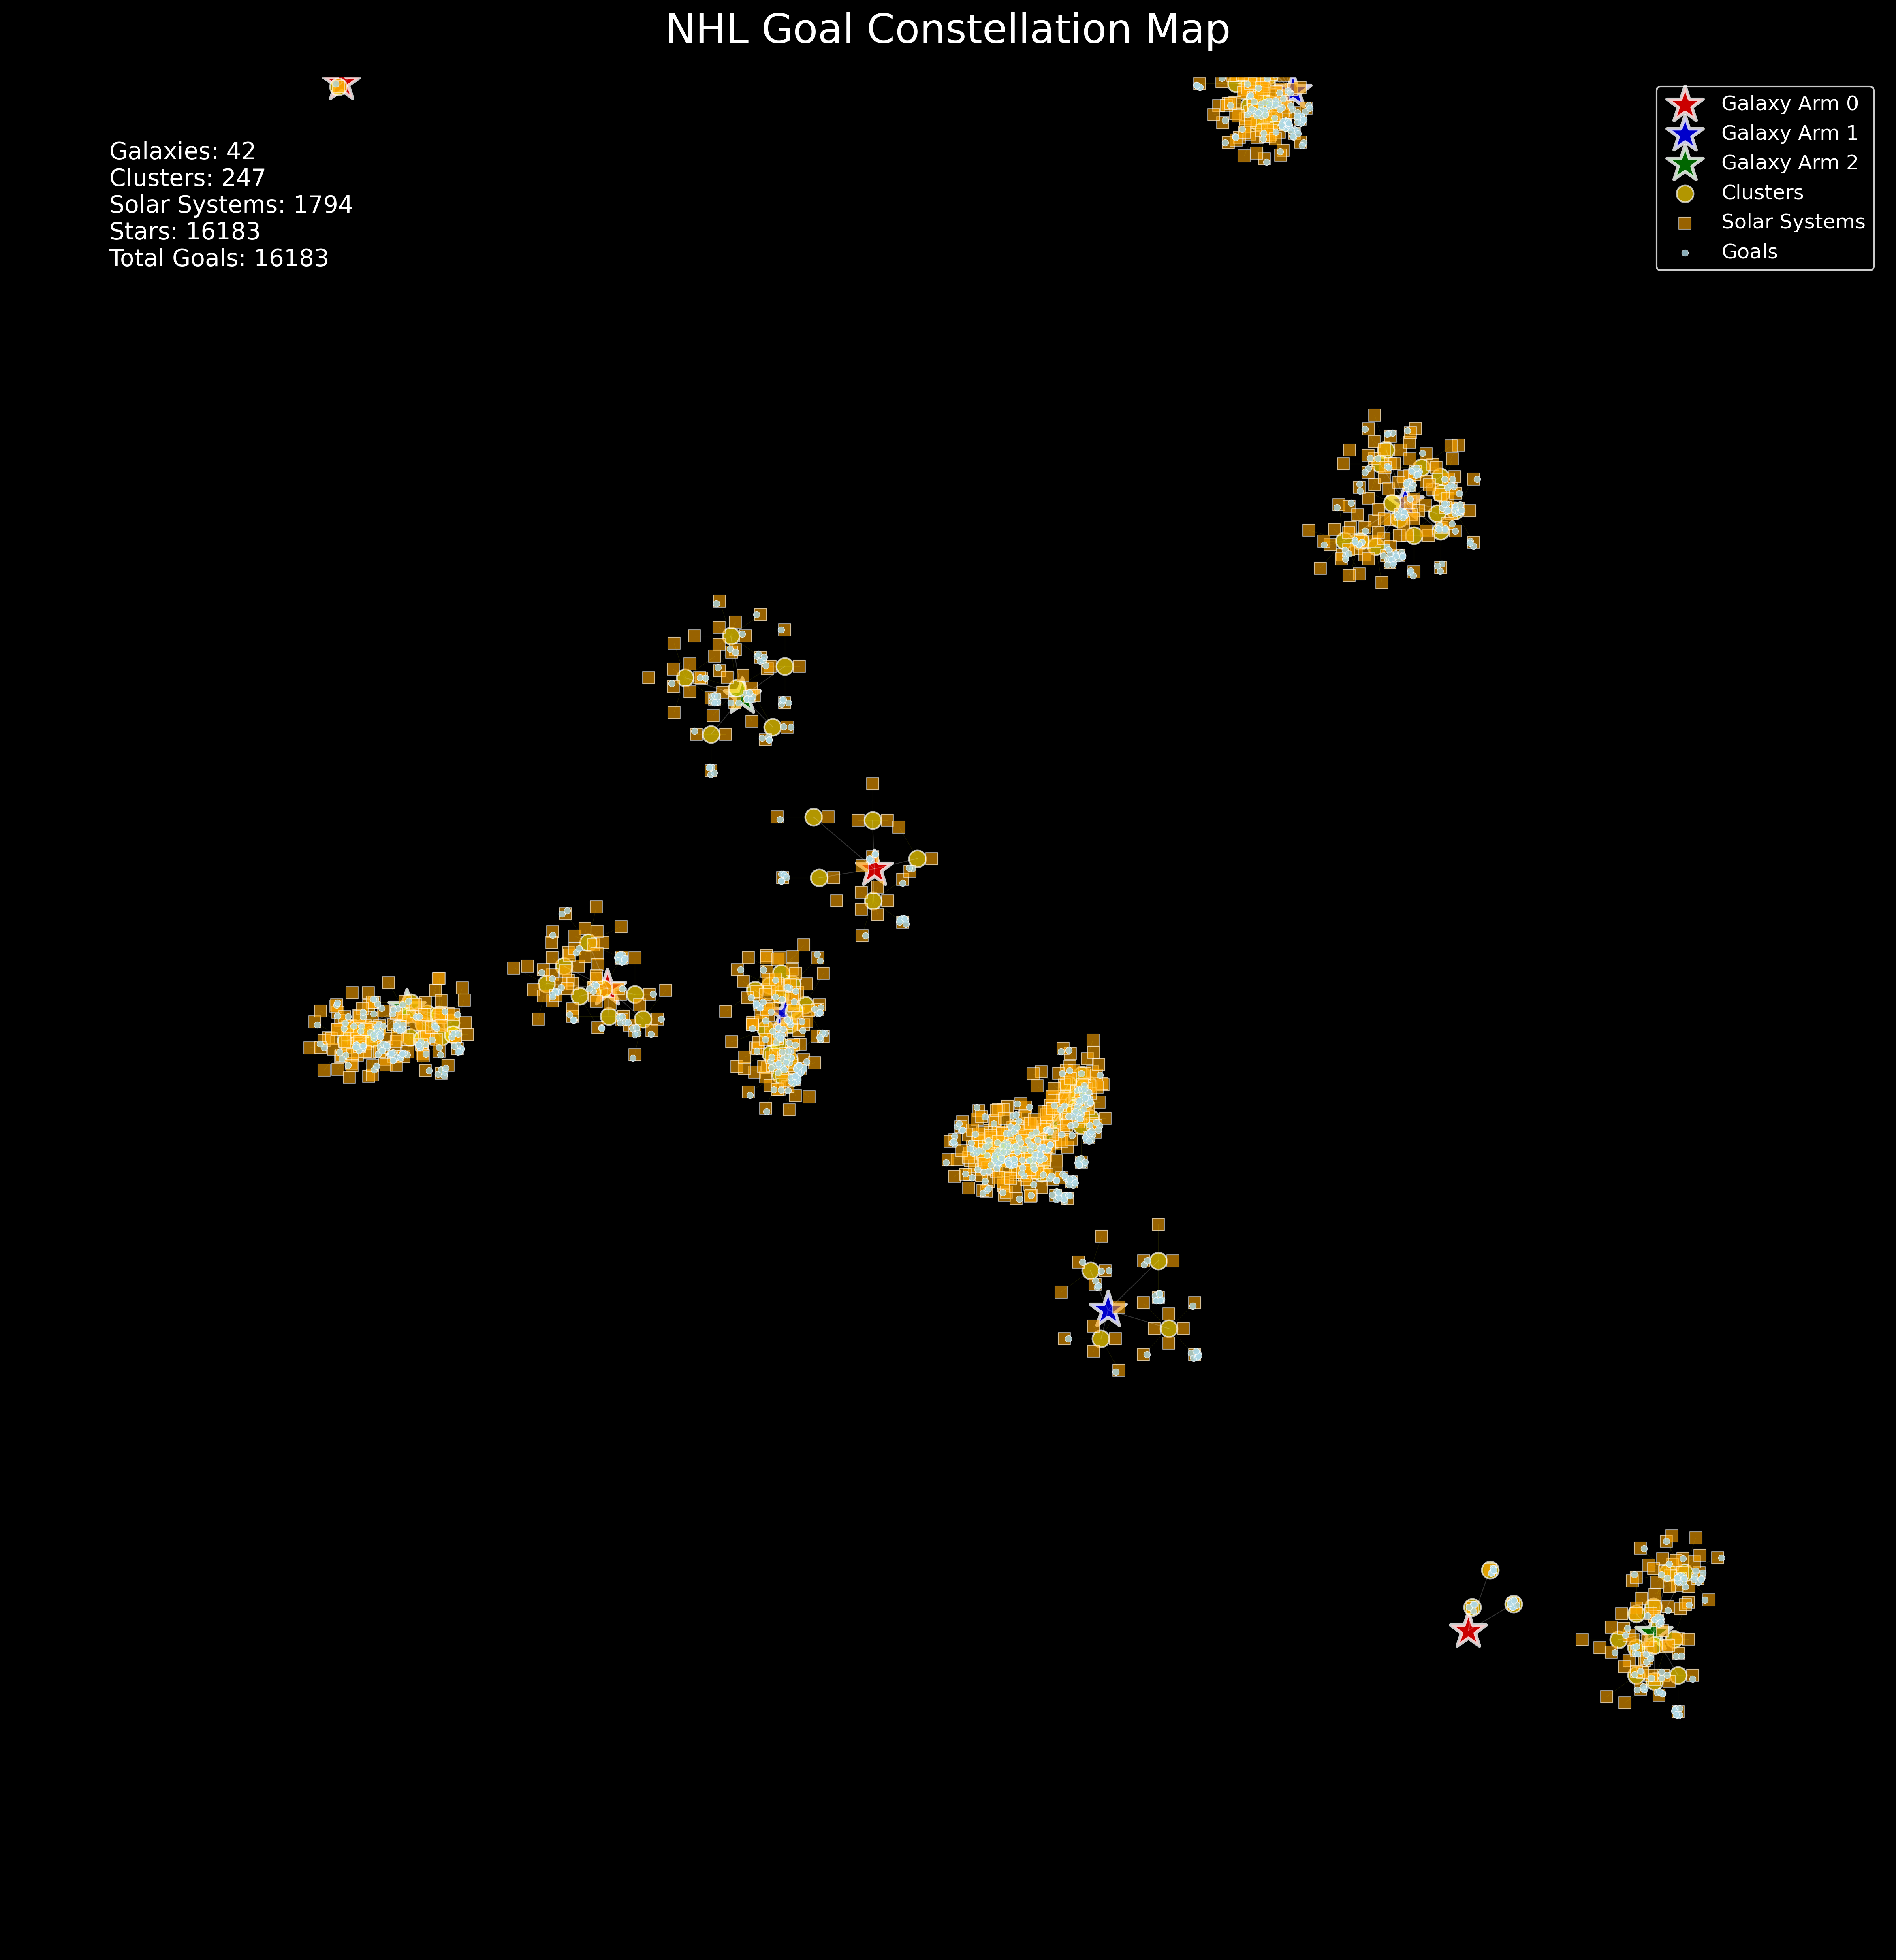 NHL Goal Constellation Map
Galaxies: 42
Clusters: 247
Solar Systems: 1794
Stars: 16183
Total Goals: 16183
Galaxy Arm 0
Galaxy Arm 1
Galaxy Arm 2
Clusters
Solar Systems
Goals